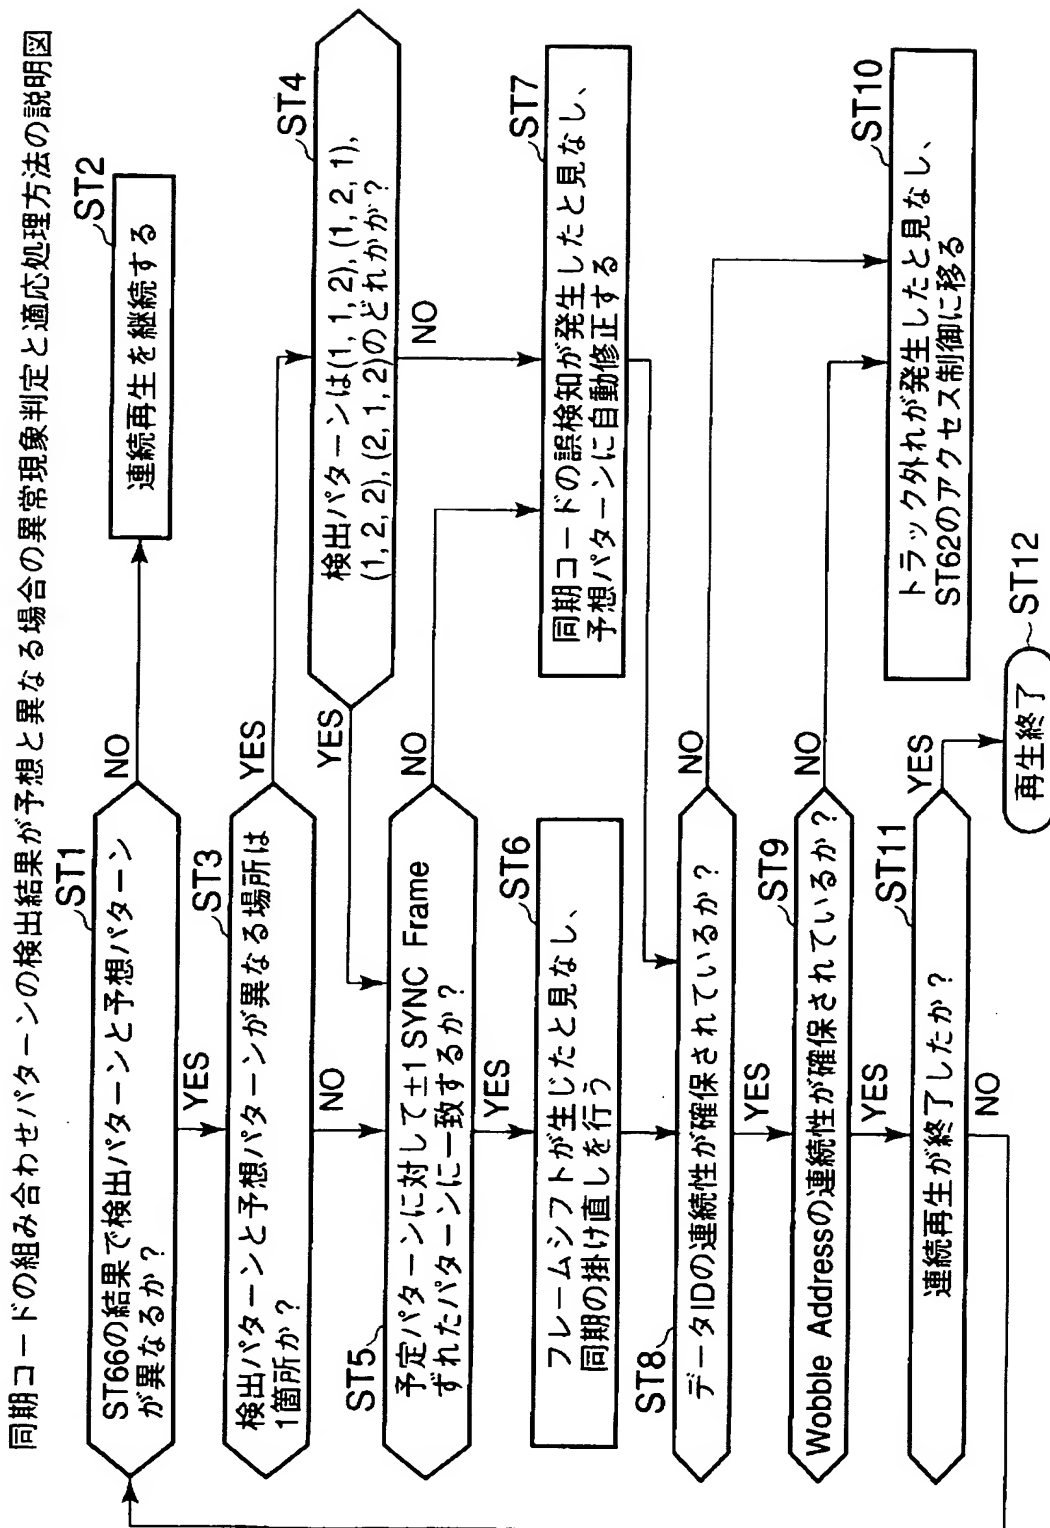 同期コードの組み合わせパターンの検出結果が予想と異なる場合の異常現象判定と適応処理方法の説明図
ST1
ST66の結果で検出パターンと予想パターン
が異なるか？
NO
ST2
連続再生を継続する
YES
ST3
検出パターンと予想パターンが異なる場所は
1箇所か？
YES
NO
ST4
検出パターンは(1, 1, 2), (1, 2, 1),
(1, 2, 2), (2, 1, 2)のどれかか？
YES
NO
ST5
予定パターンに対して±1 SYNC Frame
ずれたパターンに一致するか？
NO
YES
ST6
フレームシフトが生じたと見なし、
同期の掛け直しを行う
ST7
同期コードの誤検知が発生したと見なし、
予想パターンに自動修正する
ST8
データIDの連続性が確保されているか？
NO
YES
ST9
Wobble Addressの連続性が確保されているか？
NO
YES
ST10
トラック外れが発生したと見なし、
ST62のアクセス制御に移る
ST11
連続再生が終了したか？
YES
NO
ST12
再生終了